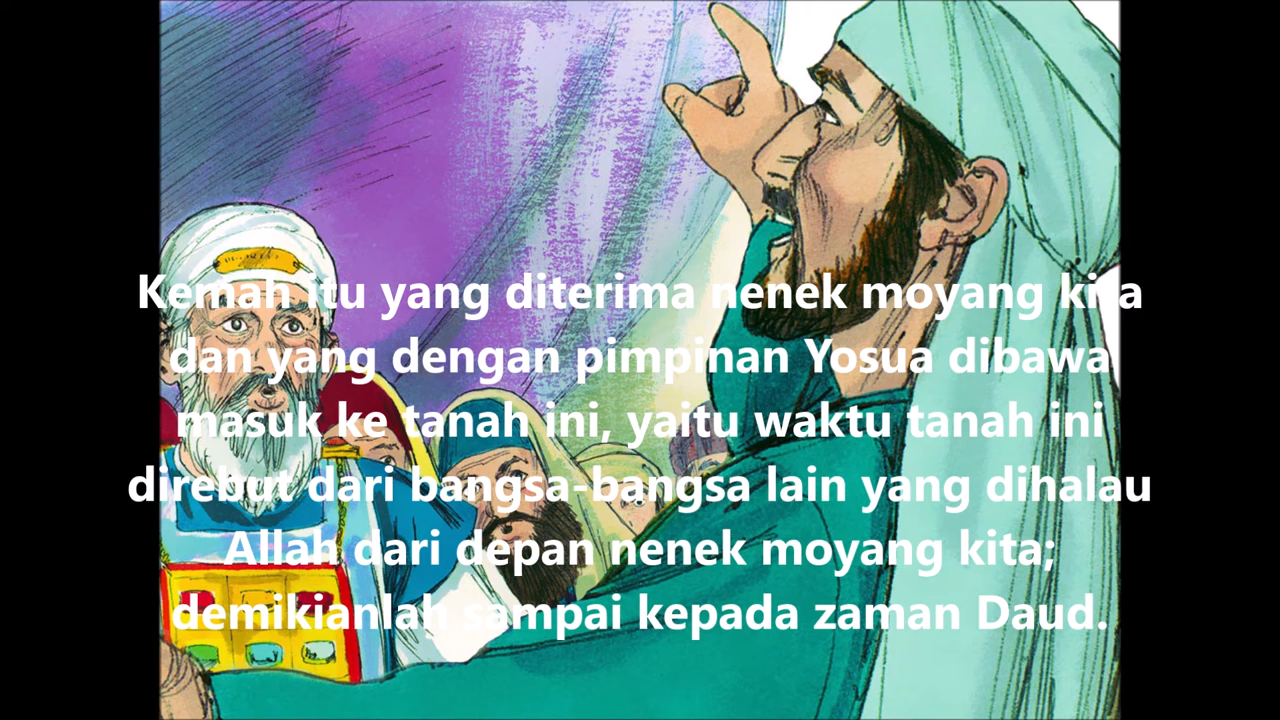 Kemah itu yang diterima nenek moyang kita
dan yang dengan pimpinan Yosua dibawa
masuk ke tanah ini, yaitu waktu tanah ini
direbut dari bangsa-bangsa lain yang dihalau
Allah dari depan nenek moyang kita;
demikianlah sampai kepada zaman Daud.